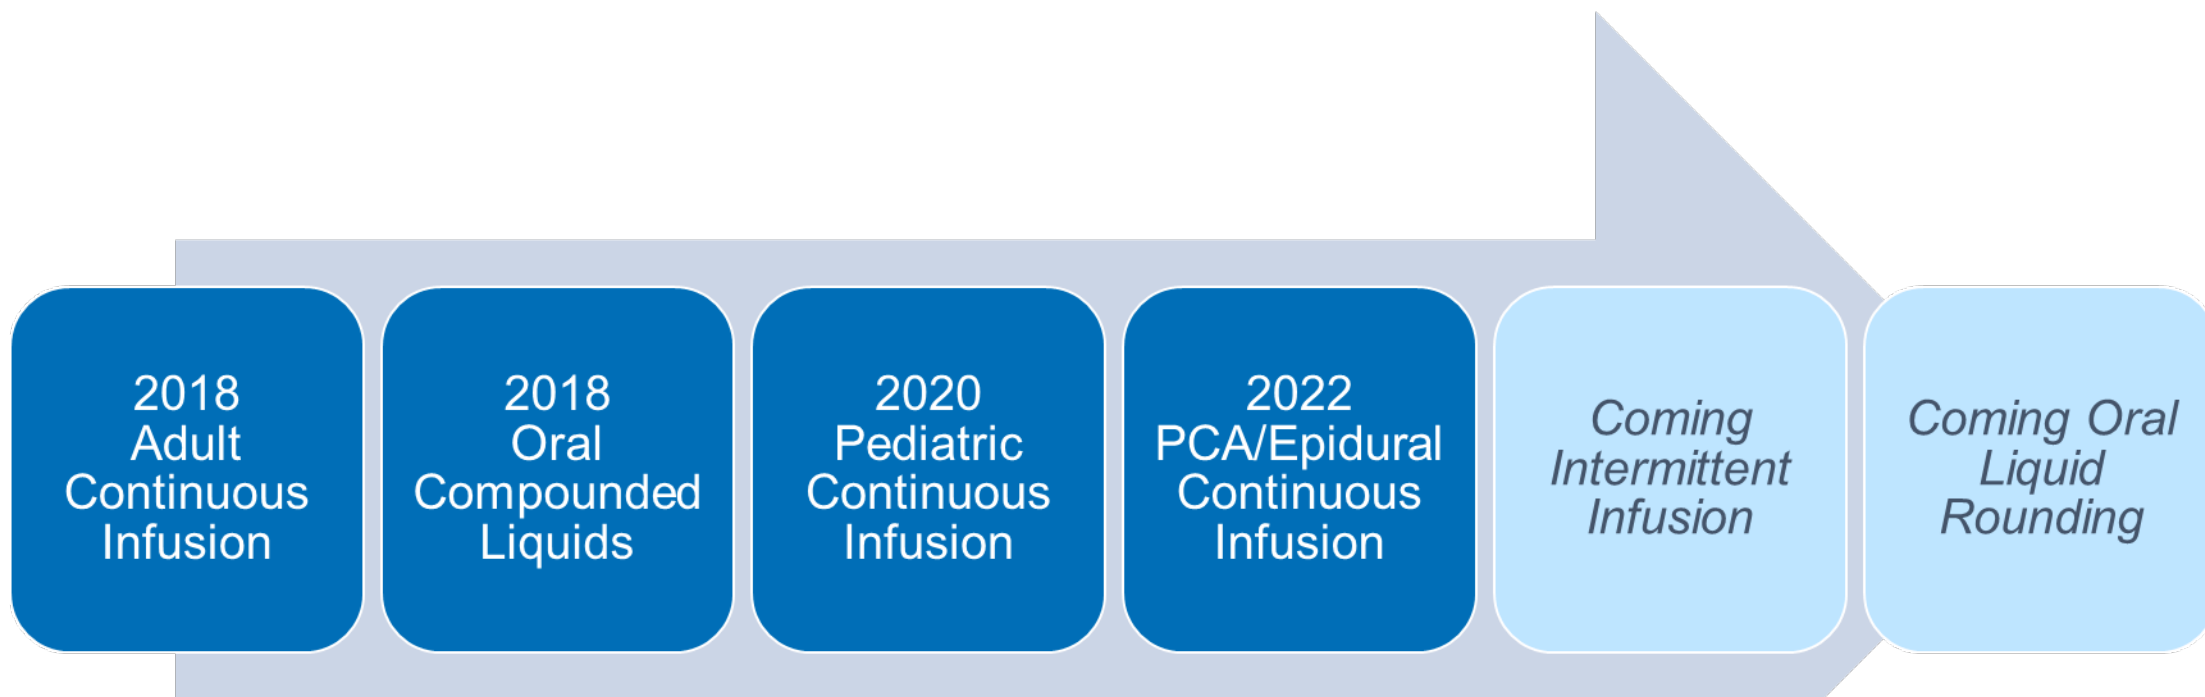 2018
Adult
Continuous
Infusion
2018
Oral
Compounded
Liquids
2020
Pediatric
Continuous
Infusion
2022
PCA/Epidural
Continuous
Infusion
Coming
Intermittent
Infusion
Coming Oral
Liquid
Rounding